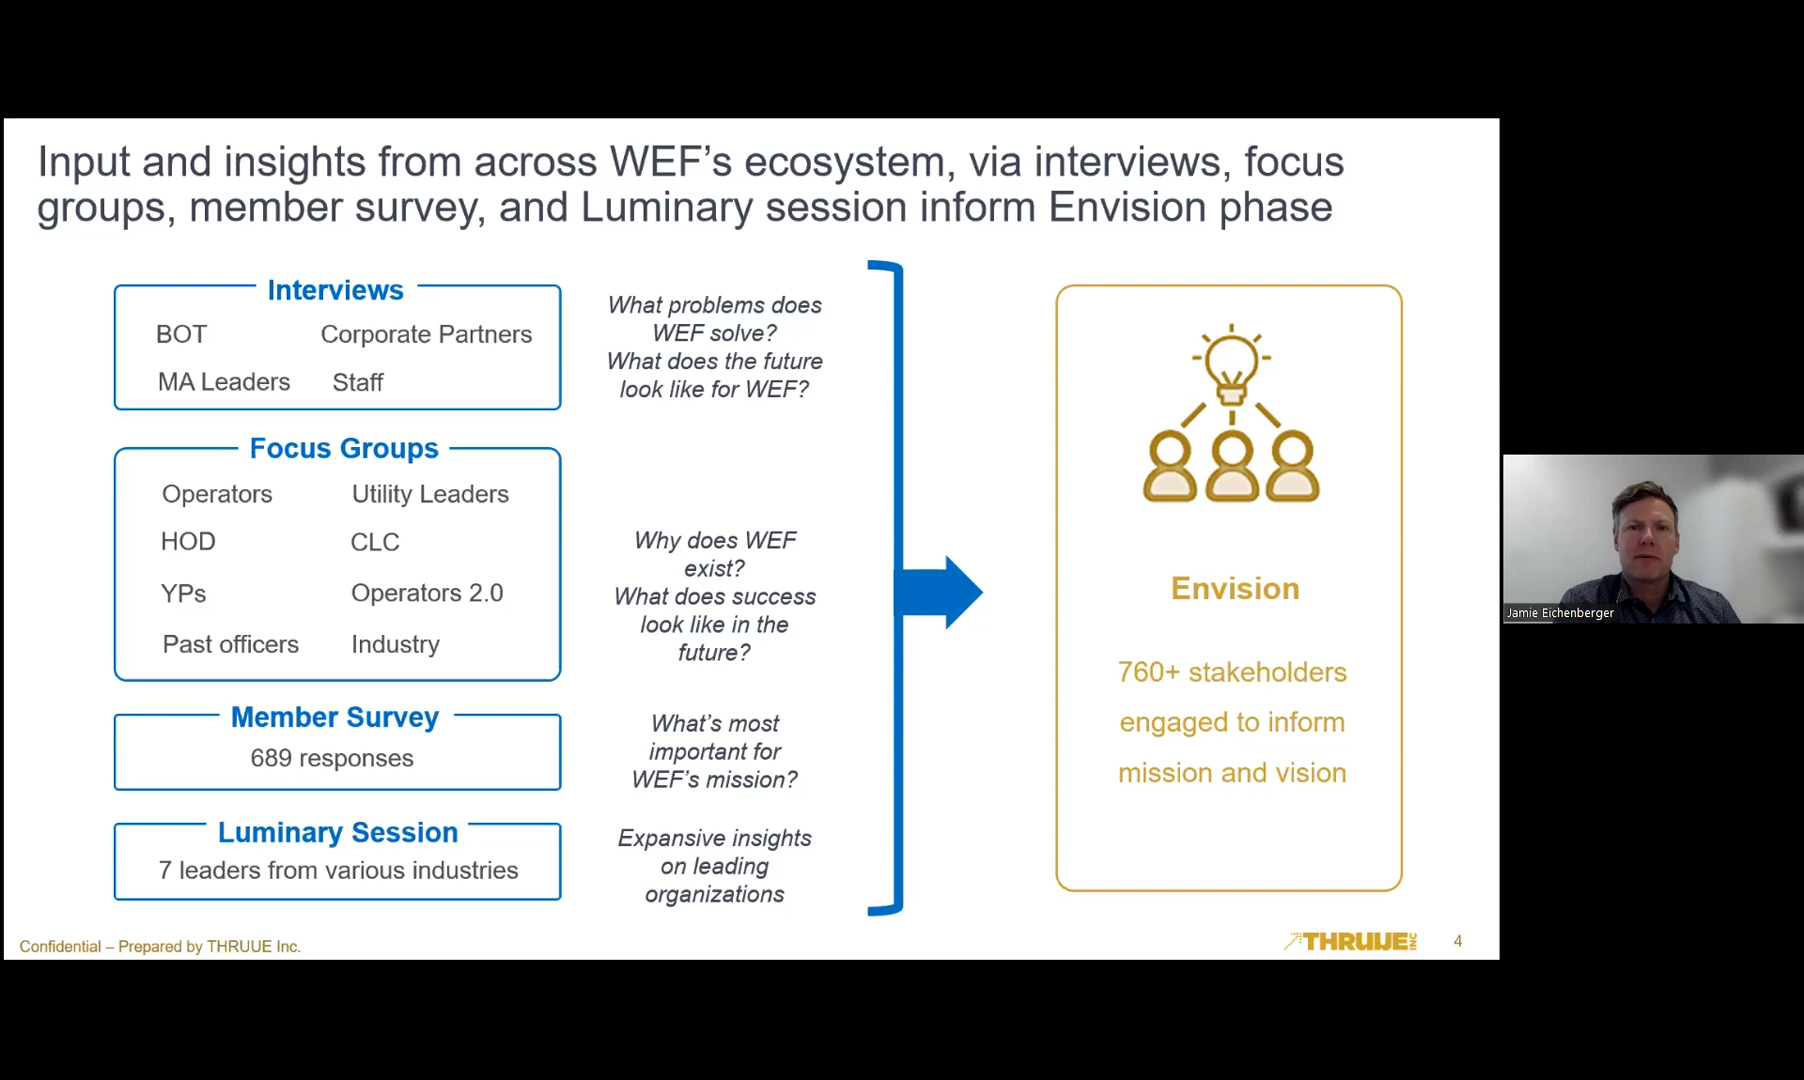 Input and insights from across WEF’s ecosystem, via interviews, focus
groups, member survey, and Luminary session inform Envision phase
Interviews
BOT Corporate Partners
MA Leaders Staff
What problems does
WEF solve?
What does the future
look like for WEF?
Focus Groups
Operators Utility Leaders
HOD CLC
YPs Operators 2.0
Past officers Industry
Why does WEF
exist?
What does success
look like in the
future?
Member Survey
689 responses
What’s most
important for
WEF’s mission?
Luminary Session
7 leaders from various industries
Expansive insights
on leading
organizations
Envision
760+ stakeholders
engaged to inform
mission and vision
Jamie Eichenberger
Confidential – Prepared by THRUUE Inc.
THRUUE INC
4